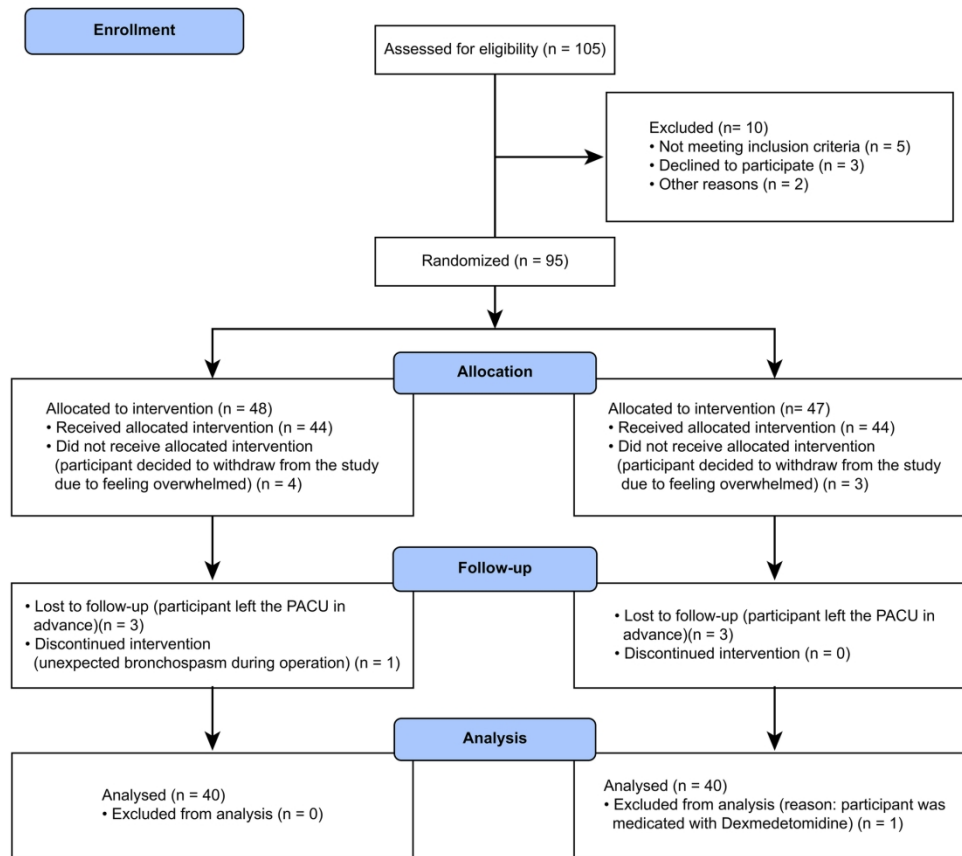 Enrollment
Assessed for eligibility (n = 105)
Excluded (n= 10)
• Not meeting inclusion criteria (n = 5)
• Declined to participate (n = 3)
• Other reasons (n = 2)
Randomized (n = 95)
Allocation
Allocated to intervention (n = 48)
• Received allocated intervention (n = 44)
• Did not receive allocated intervention
(participant decided to withdraw from the study
due to feeling overwhelmed) (n = 4)
Allocated to intervention (n= 47)
• Received allocated intervention (n = 44)
• Did not receive allocated intervention
(participant decided to withdraw from the study
due to feeling overwhelmed) (n = 3)
Follow-up
• Lost to follow-up (participant left the PACU in
advance)(n = 3)
• Discontinued intervention
(unexpected bronchospasm during operation) (n = 1)
• Lost to follow-up (participant left the PACU in
advance)(n = 3)
• Discontinued intervention (n = 0)
Analysis
Analysed (n = 40)
• Excluded from analysis (n = 0)
Analysed (n = 40)
• Excluded from analysis (reason: participant was
medicated with Dexmedetomidine) (n = 1)